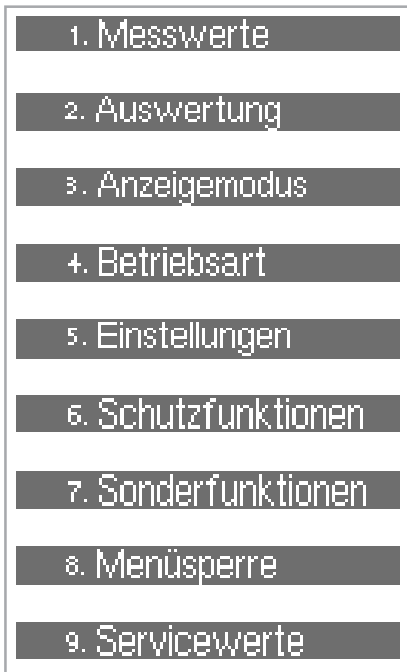 1. Messwerte
2. Auswertung
3. Anzeigemodus
4. Betriebsart
5. Einstellungen
6. Schutzfunktionen
7. Sonderfunktionen
8. Menüsperre
9. Servicewerte